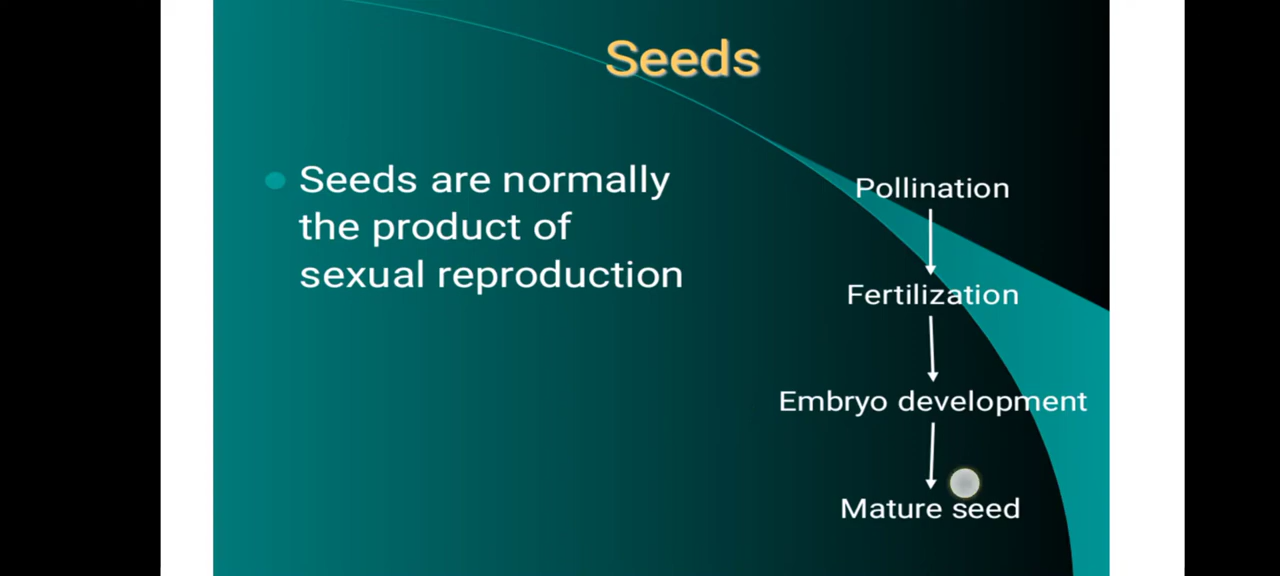 Seeds
Seeds are normally
the product of
sexual reproduction
Pollination
Fertilization
Embryo development
Mature seed